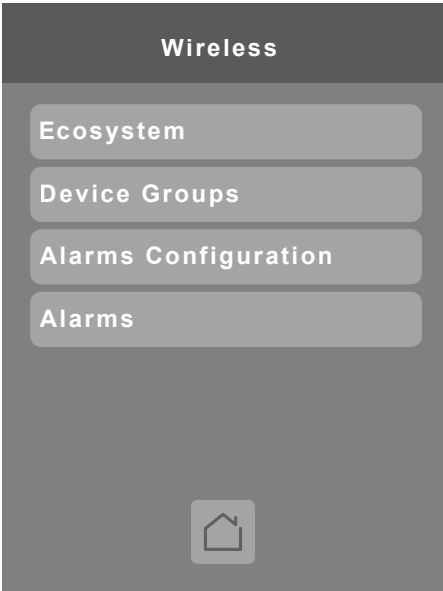 Wireless
Ecosystem
Device Groups
Alarms Configuration
Alarms